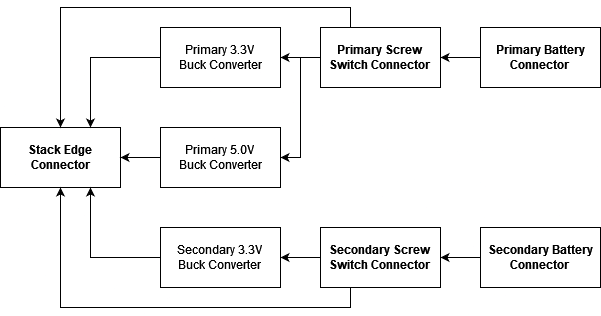 Primary 3.3V
Buck Converter
Primary Screw
Switch Connector
Primary Battery
Connector
Stack Edge
Connector
Primary 5.0V
Buck Converter
Secondary 3.3V
Buck Converter
Secondary Screw
Switch Connector
Secondary Battery
Connector